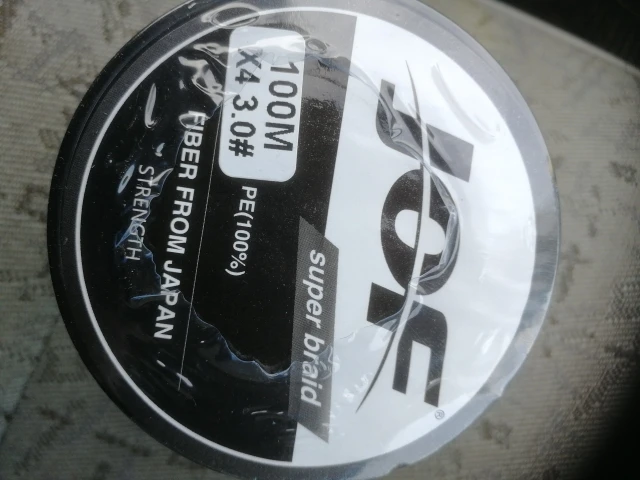 JOF®
super braid
100M
X4 3.0#
PE(100%)
FIBER FROM JAPAN
STRENGTH